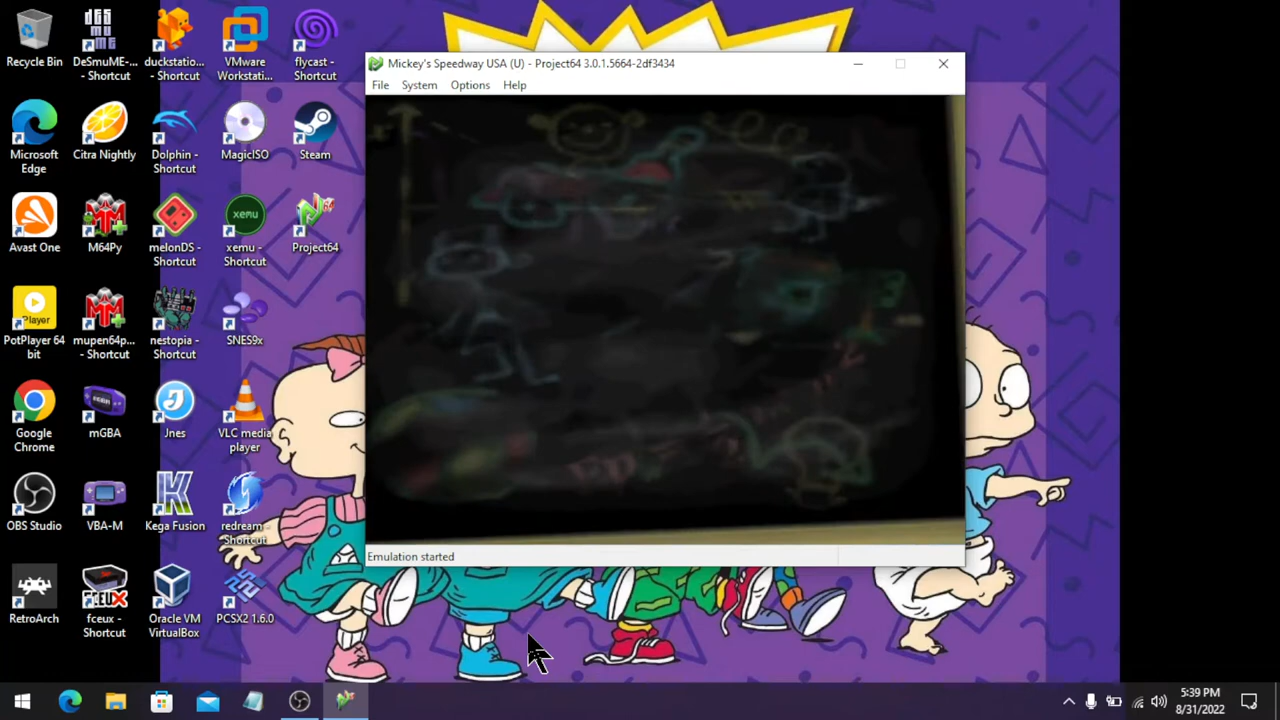 Recycle Bin
DeSmuME-... - Shortcut
duckstation... - Shortcut
VMware Workstati...
flycast - Shortcut
Microsoft Edge
Citra Nightly
Dolphin - Shortcut
MagicISO
Steam
Avast One
M64Py
melonDS - Shortcut
xemu
xemu - Shortcut
Project64
Player
PotPlayer 64 bit
mupen64p... - Shortcut
nestopia - Shortcut
SNES9x
Google Chrome
mGBA
Jnes
VLC media player
OBS Studio
VBA-M
Kega Fusion
redream - Shortcut
RetroArch
FCEUX
fceux - Shortcut
Oracle VM VirtualBox
PCSX2 1.6.0
Mickey's Speedway USA (U) - Project64 3.0.1.5664-2df3434
File System Options Help
Emulation started
5:39 PM
8/31/2022